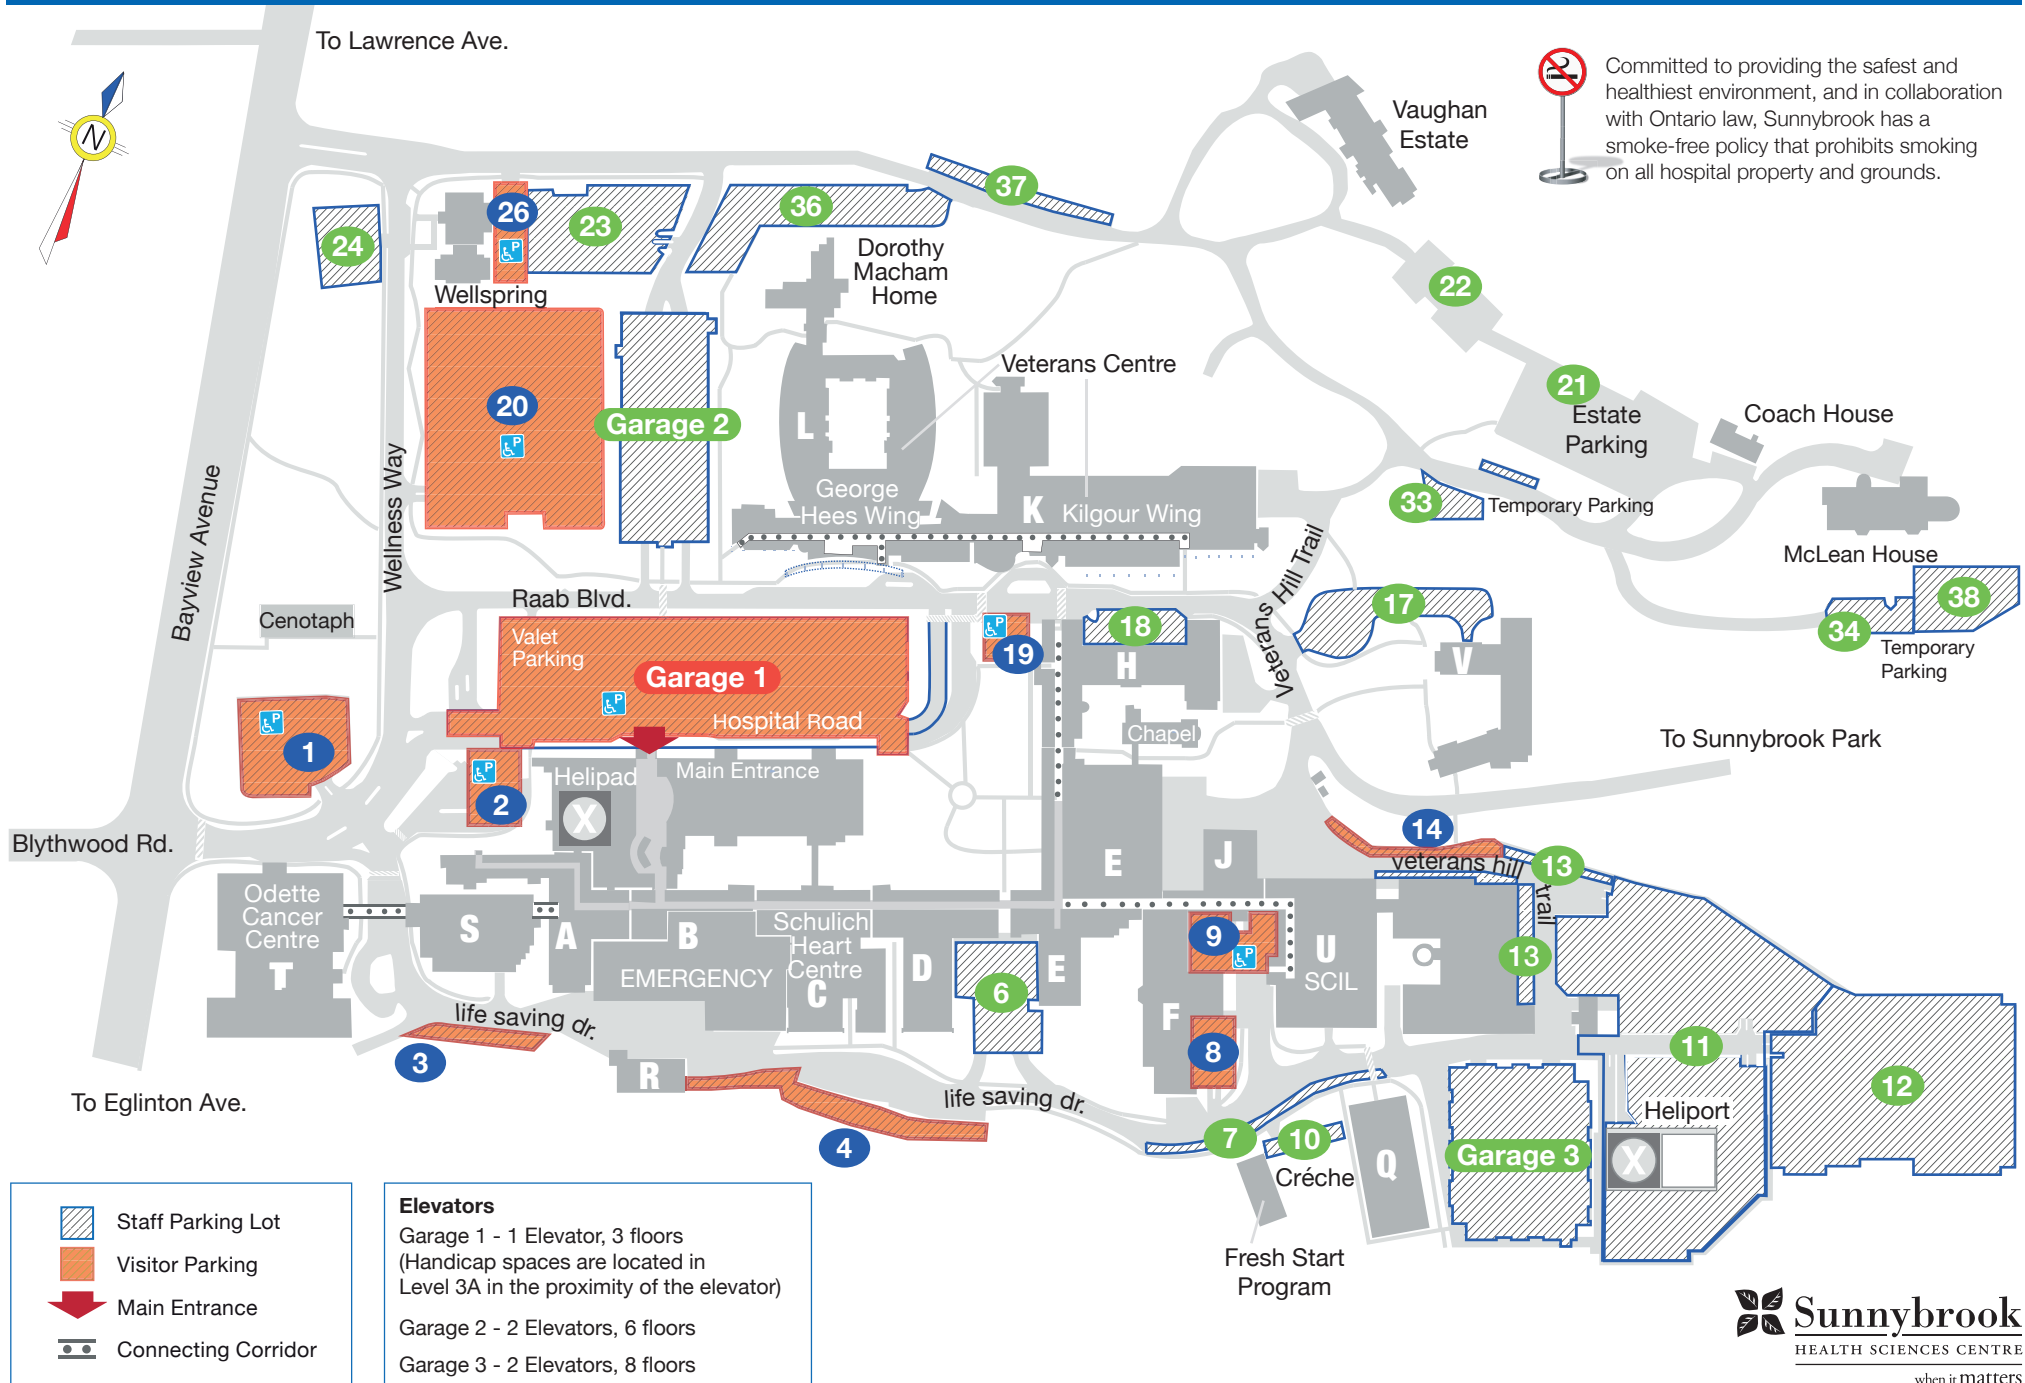 To Lawrence Ave.
N
Committed to providing the safest and
healthiest environment, and in collaboration
with Ontario law, Sunnybrook has a
smoke-free policy that prohibits smoking
on all hospital property and grounds.
Vaughan
Estate
37
36
26
23
24
P
Wellspring
Dorothy
Macham
Home
22
20
P
Garage 2
Veterans Centre
L
21
Estate
Parking
Coach House
George
Hees Wing
K
Kilgour Wing
33
Temporary Parking
McLean House
Bayview Avenue
Wellness Way
Veterans Hill Trail
Raab Blvd.
Cenotaph
Valet
Parking
Garage 1
P
Hospital Road
P
19
18
H
17
V
34
38
Temporary
Parking
P
1
P
2
Helipad
X
Main Entrance
Chapel
To Sunnybrook Park
Blythwood Rd.
14
veterans hill
trail
13
13
E
J
Odette
Cancer
Centre
T
S
A
B
EMERGENCY
Schulich
Heart
Centre
C
D
E
6
9
P
U
SCIL
F
8
11
12
life saving dr.
3
R
4
life saving dr.
7
10
Créche
Q
Garage 3
Heliport
X
To Eglinton Ave.
Fresh Start
Program
Staff Parking Lot
Visitor Parking
Main Entrance
Connecting Corridor
Elevators
Garage 1 - 1 Elevator, 3 floors
(Handicap spaces are located in
Level 3A in the proximity of the elevator)
Garage 2 - 2 Elevators, 6 floors
Garage 3 - 2 Elevators, 8 floors
Sunnybrook
HEALTH SCIENCES CENTRE
when it matters